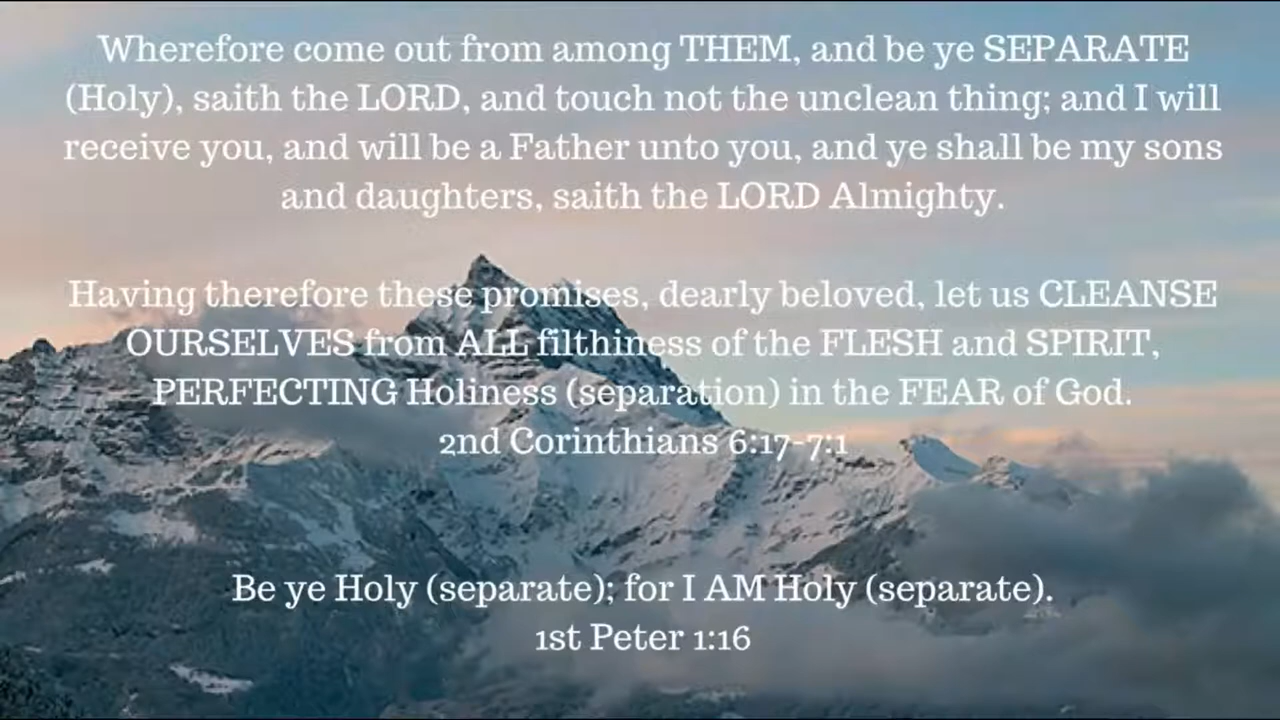 Wherefore come out from among THEM, and be ye SEPARATE
(Holy), saith the LORD, and touch not the unclean thing; and I will
receive you, and will be a Father unto you, and ye shall be my sons
and daughters, saith the LORD Almighty.
Having therefore these promises, dearly beloved, let us CLEANSE
OURSELVES from ALL filthiness of the FLESH and SPIRIT,
PERFECTING Holiness (separation) in the FEAR of God.
2nd Corinthians 6:17-7:1
Be ye Holy (separate); for I AM Holy (separate).
1st Peter 1:16